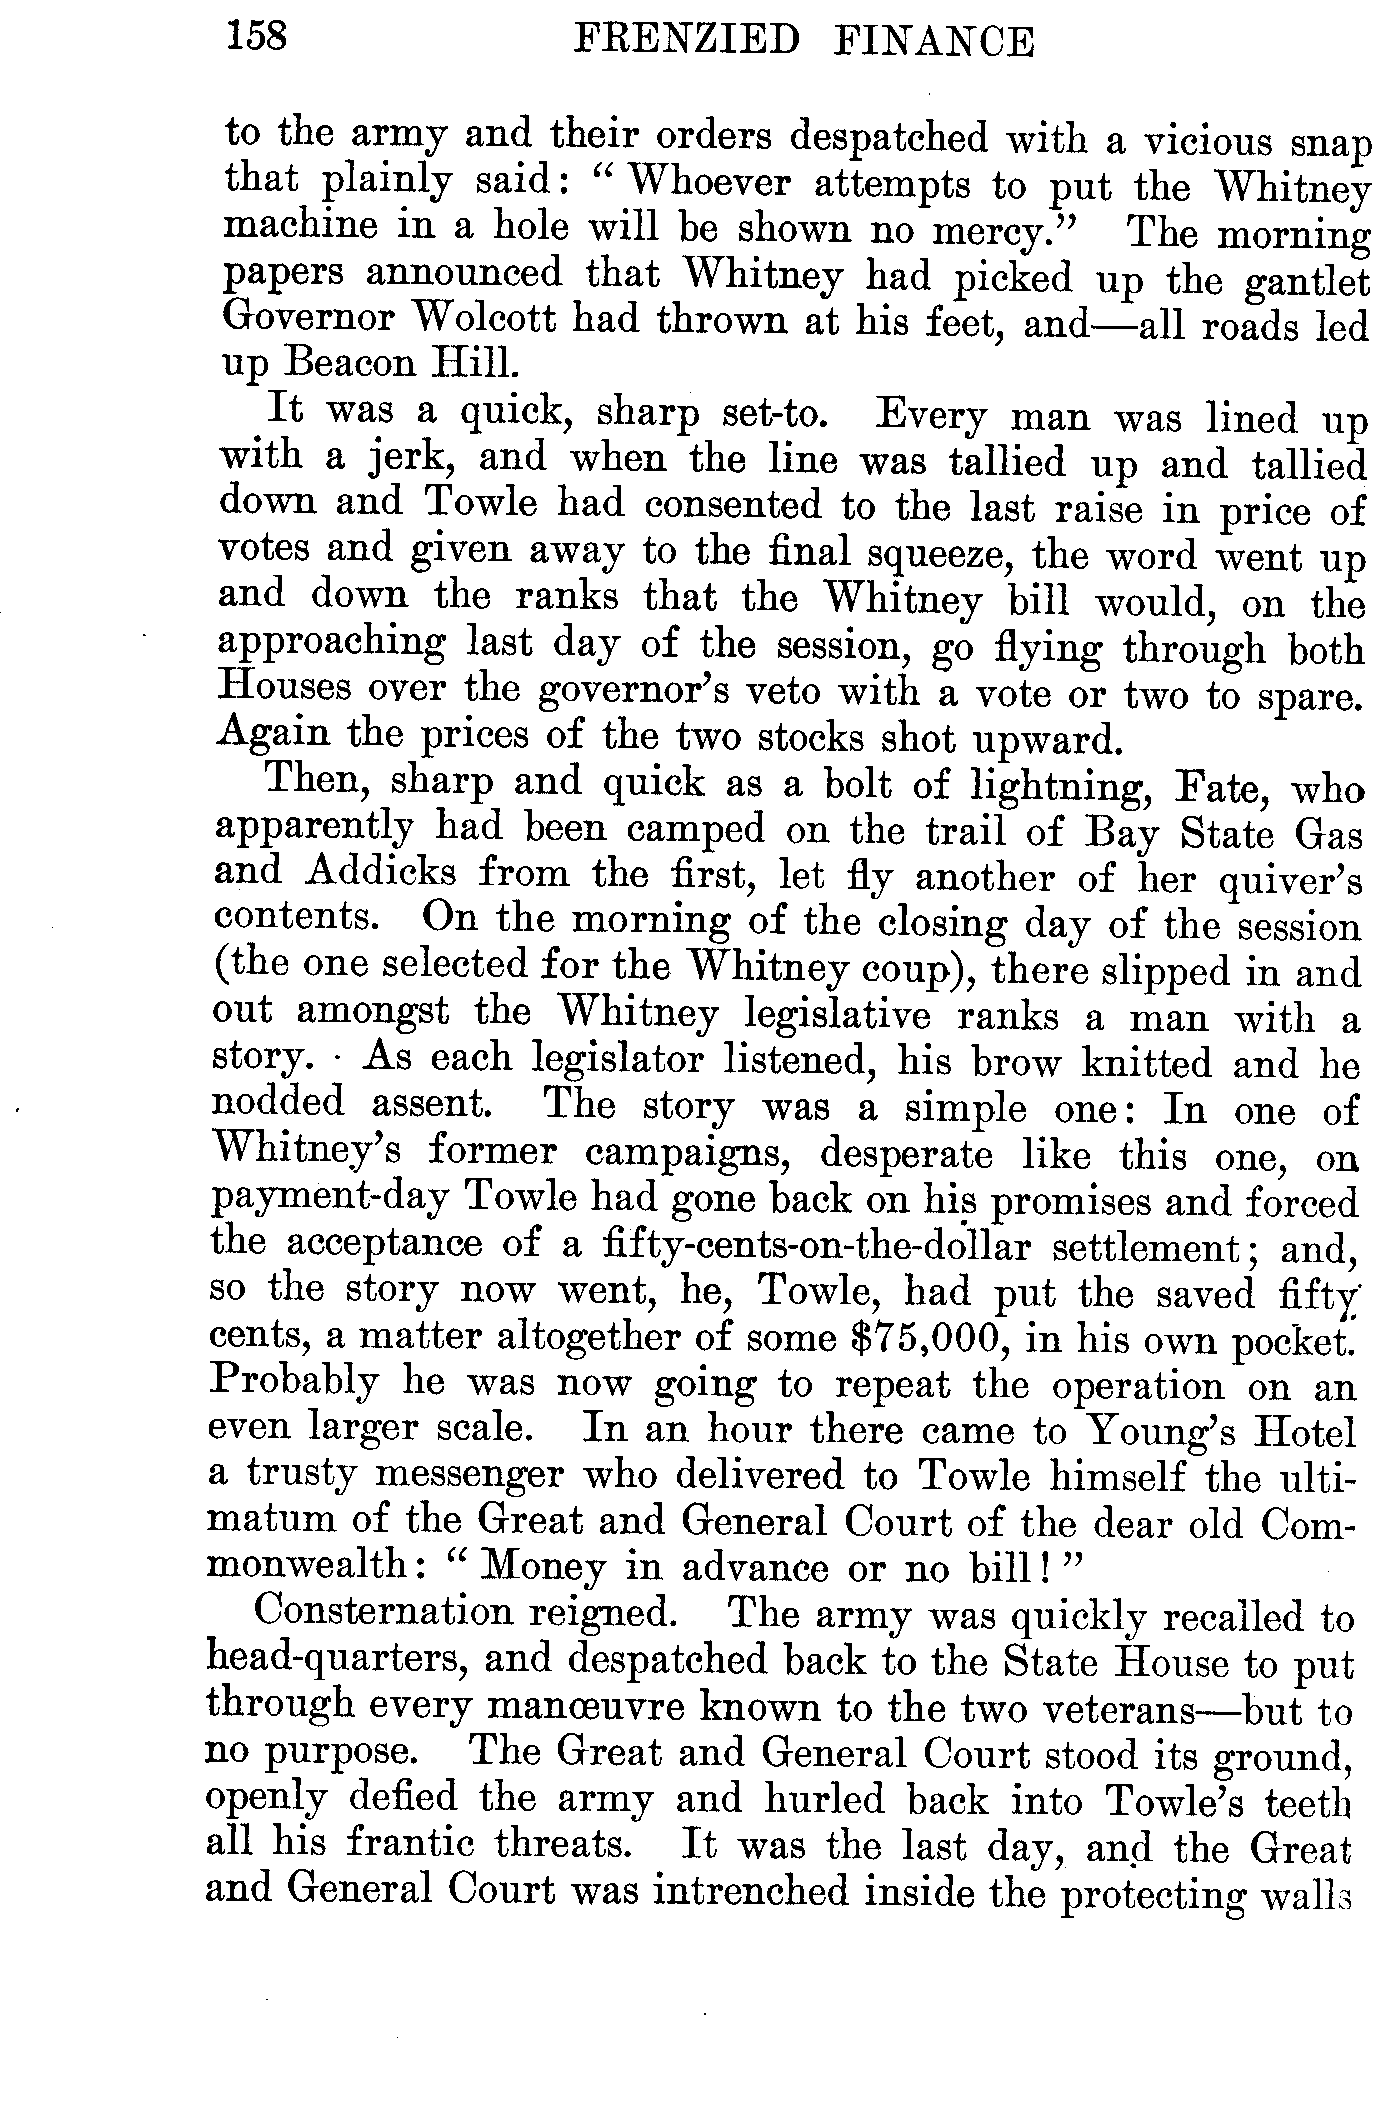 158 FRENZIED FINANCE
to the army and their orders despatched with a vicious snap
that plainly said: “ Whoever attempts to put the Whitney
machine in a hole will be shown no mercy.” The morning
papers announced that Whitney had picked up the gantlet
Governor Wolcott had thrown at his feet, and—all roads led
up Beacon Hill.
It was a quick, sharp set-to. Every man was lined up
with a jerk, and when the line was tallied up and tallied
down and Towle had consented to the last raise in price of
votes and given away to the final squeeze, the word went up
and down the ranks that the Whitney bill would, on the
approaching last day of the session, go flying through both
Houses over the governor’s veto with a vote or two to spare.
Again the prices of the two stocks shot upward.
Then, sharp and quick as a bolt of lightning, Fate, who
apparently had been camped on the trail of Bay State Gas
and Addicks from the first, let fly another of her quiver’s
contents. On the morning of the closing day of the session
(the one selected for the Whitney coup), there slipped in and
out amongst the Whitney legislative ranks a man with a
story. As each legislator listened, his brow knitted and he
nodded assent. The story was a simple one: In one of
Whitney’s former campaigns, desperate like this one, on
payment-day Towle had gone back on his promises and forced
the acceptance of a fifty-cents-on-the-dollar settlement; and,
so the story now went, he, Towle, had put the saved fifty
cents, a matter altogether of some $75,000, in his own pocket.
Probably he was now going to repeat the operation on an
even larger scale. In an hour there came to Young’s Hotel
a trusty messenger who delivered to Towle himself the ulti-
matum of the Great and General Court of the dear old Com-
monwealth: “ Money in advance or no bill! ”
Consternation reigned. The army was quickly recalled to
head-quarters, and despatched back to the State House to put
through every manœuvre known to the two veterans—but to
no purpose. The Great and General Court stood its ground,
openly defied the army and hurled back into Towle’s teeth
all his frantic threats. It was the last day, and the Great
and General Court was intrenched inside the protecting walls